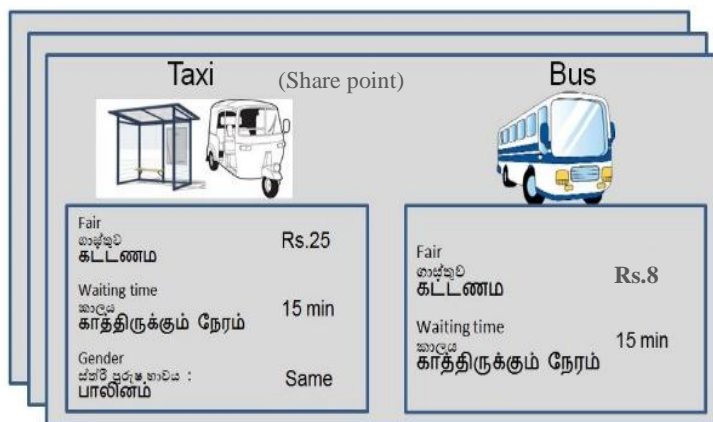 Taxi (Share point) Bus
Fair
ගාස්තුව
கட்டணம
Rs.25
Waiting time
කාලය
காத்திருக்கும் நேரம்
15 min
Gender
ස්ත්‍රී පුරුෂ භාවය :
பாலினம்
Same
Fair
ගාස්තුව
கட்டணம
Rs.8
Waiting time
කාලය
காத்திருக்கும் நேரம்
15 min